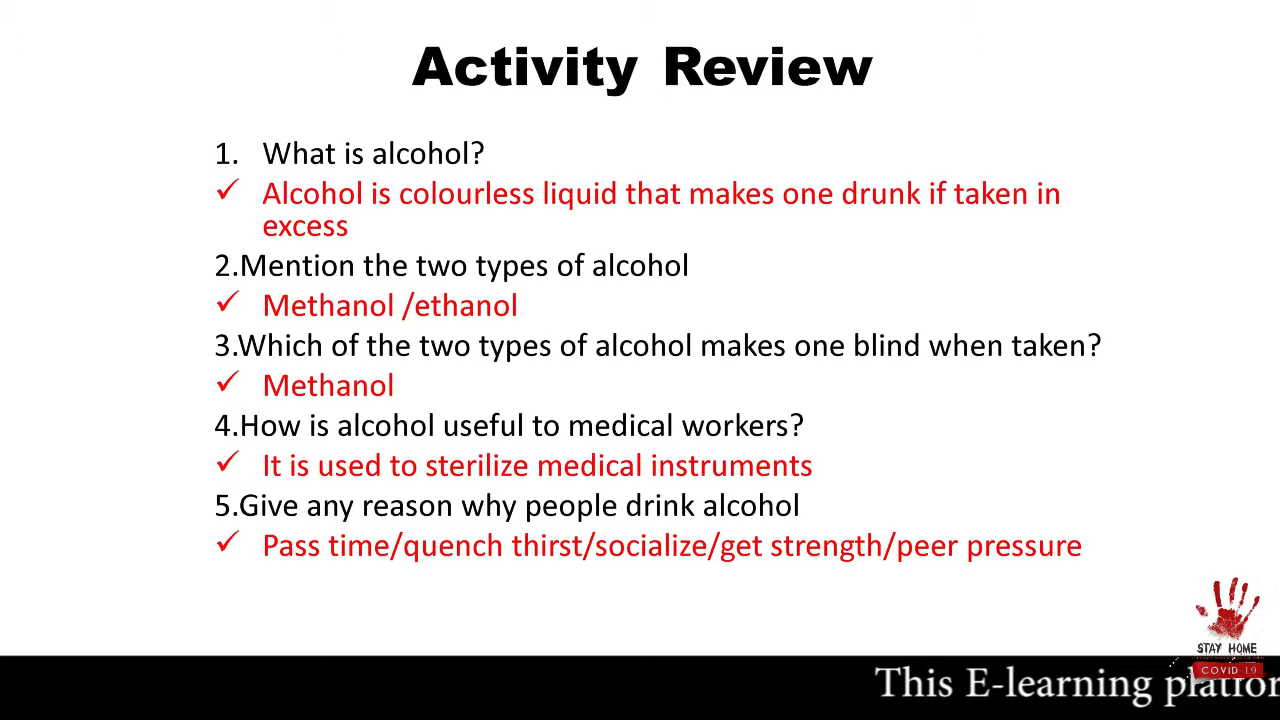 Activity Review
1. What is alcohol?
✓ Alcohol is colourless liquid that makes one drunk if taken in
excess
2.Mention the two types of alcohol
✓ Methanol /ethanol
3.Which of the two types of alcohol makes one blind when taken?
✓ Methanol
4.How is alcohol useful to medical workers?
✓ It is used to sterilize medical instruments
5.Give any reason why people drink alcohol
✓ Pass time/quench thirst/socialize/get strength/peer pressure
STAY HOME
COVID-19
This E-learning platfor